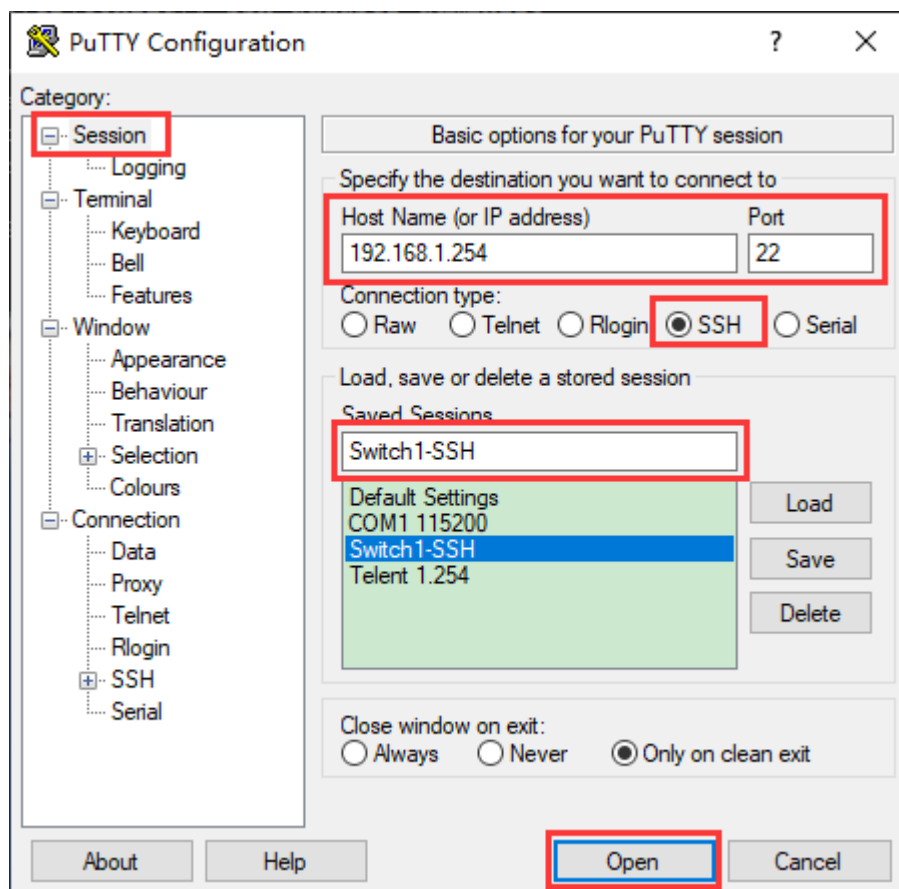 PuTTY Configuration
?
Category:
Session
Logging
Terminal
Keyboard
Bell
Features
Window
Appearance
Behaviour
Translation
Selection
Colours
Connection
Data
Proxy
Telnet
Rlogin
SSH
Serial
Basic options for your PuTTY session
Specify the destination you want to connect to
Host Name (or IP address) Port
192.168.1.254 22
Connection type:
Raw Telnet Rlogin SSH Serial
Load, save or delete a stored session
Saved Sessions
Switch1-SSH
Default Settings
COM1 115200
Switch1-SSH
Telent 1.254
Load
Save
Delete
Close window on exit:
Always Never Only on clean exit
About Help Open Cancel